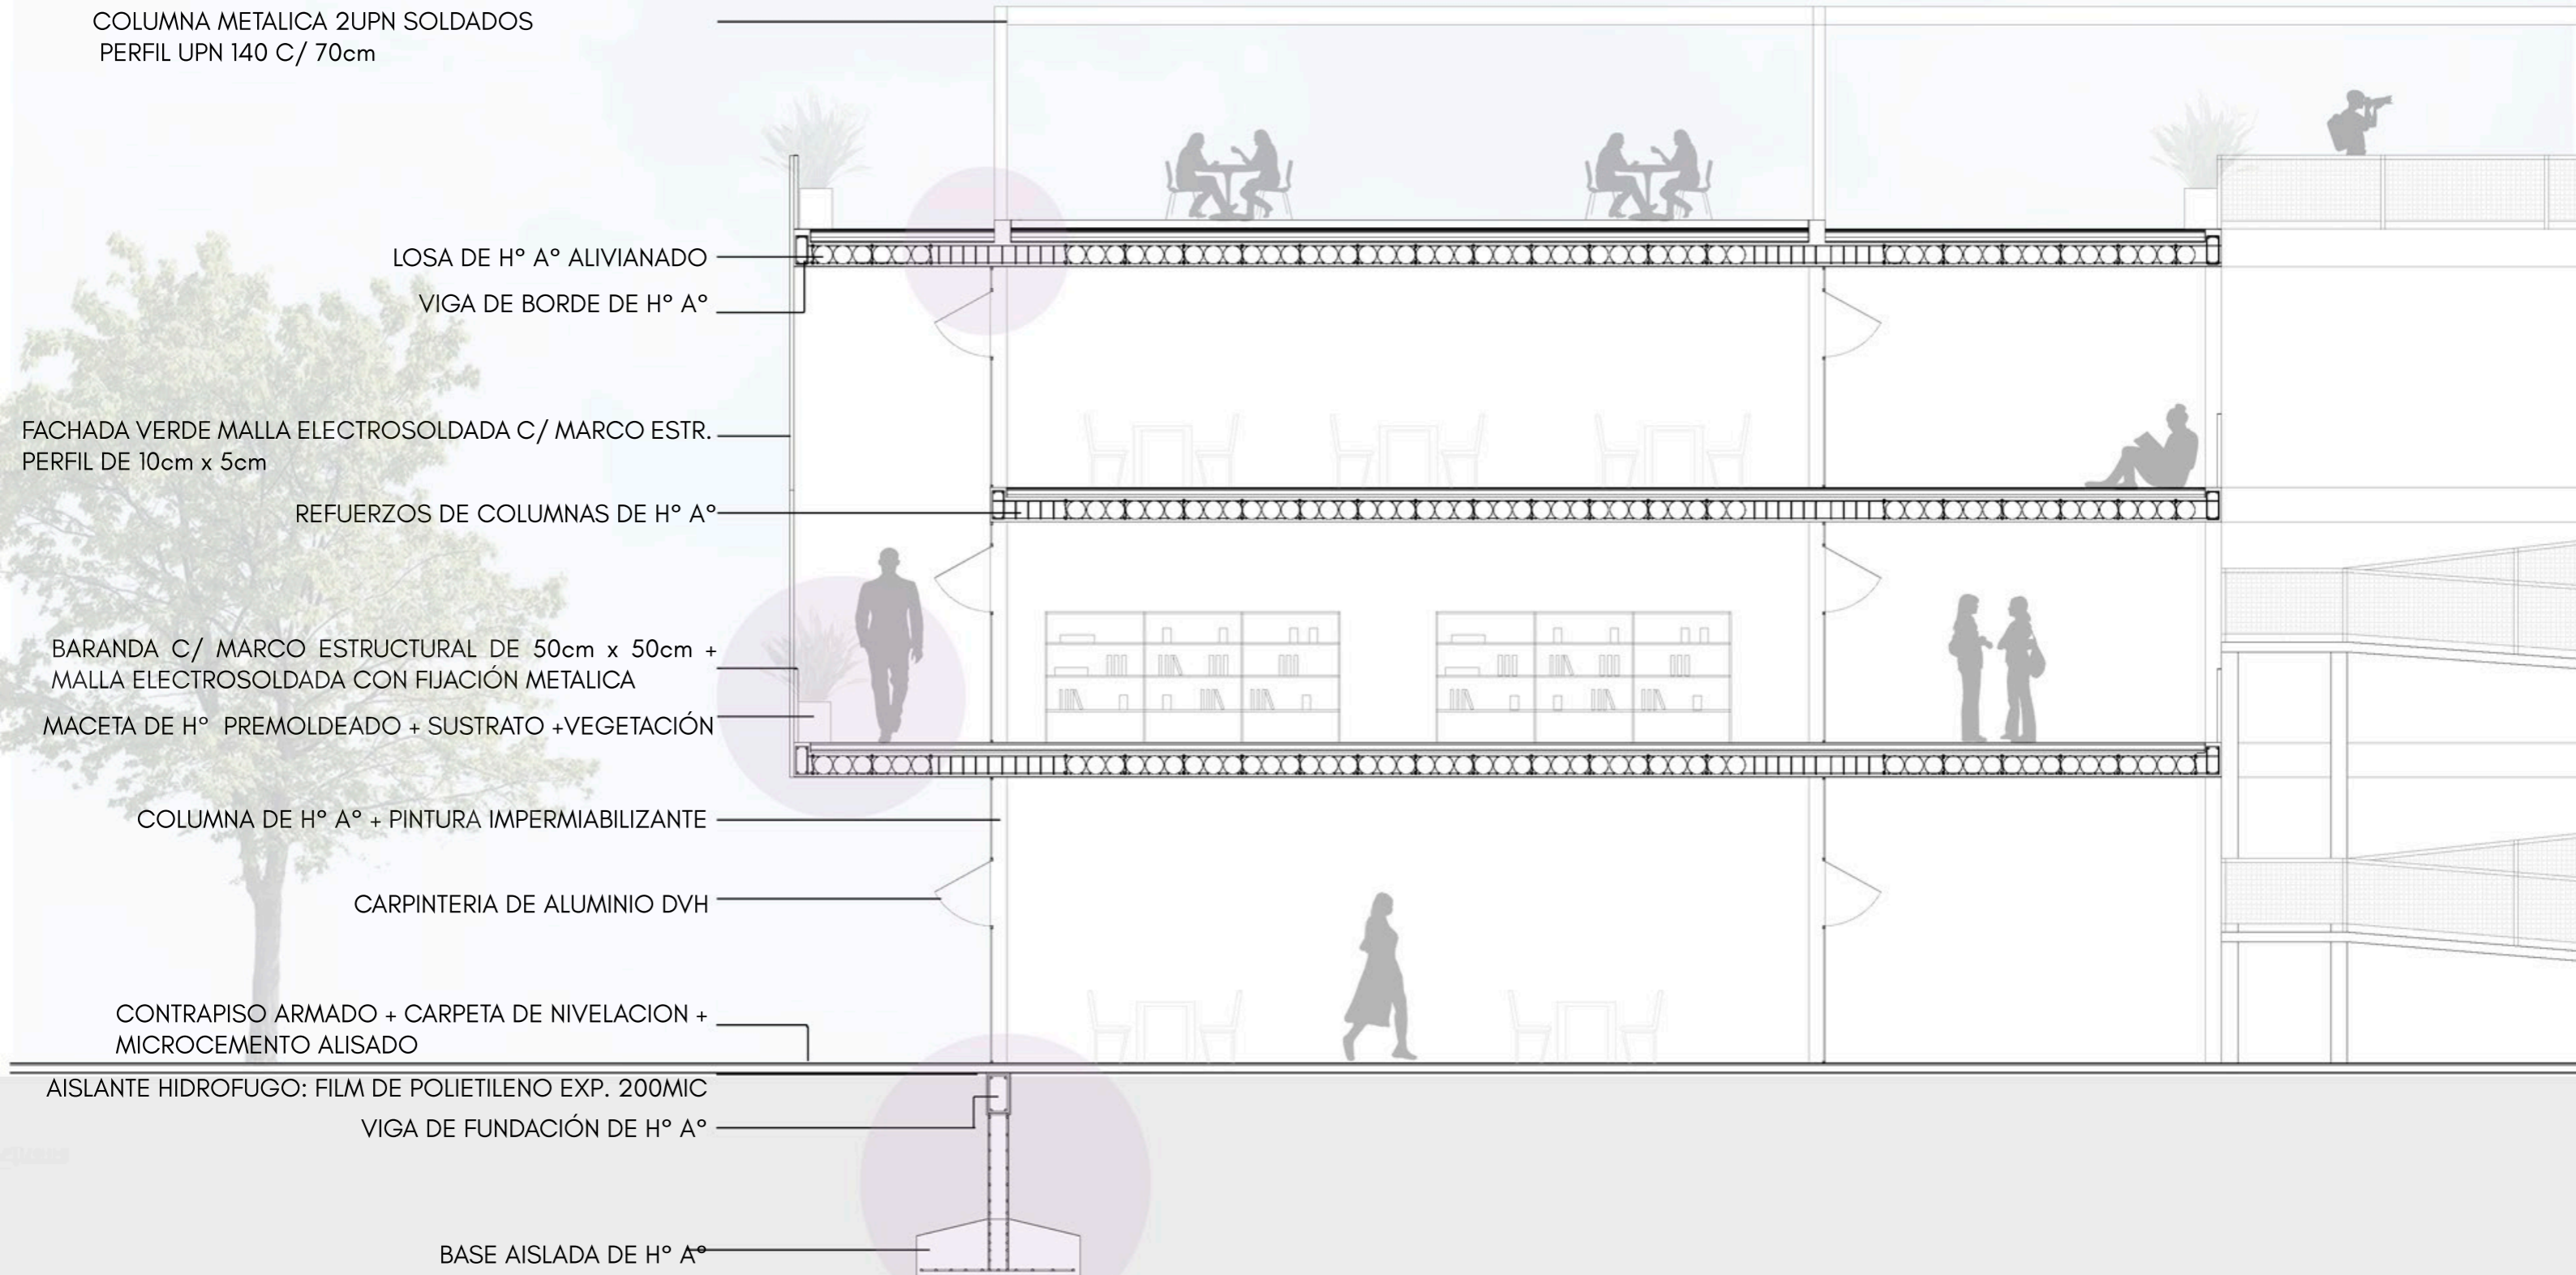 COLUMNA METALICA 2UPN SOLDADOS
PERFIL UPN 140 C/ 70cm
LOSA DE H° A° ALIVIANADO
VIGA DE BORDE DE H° A°
FACHADA VERDE MALLA ELECTROSOLDADA C/ MARCO ESTR.
PERFIL DE 10cm x 5cm
REFUERZOS DE COLUMNAS DE H° A°
BARANDA C/ MARCO ESTRUCTURAL DE 50cm x 50cm +
MALLA ELECTROSOLDADA CON FIJACIÓN METALICA
MACETA DE H° PREMOLDEADO + SUSTRATO +VEGETACIÓN
COLUMNA DE H° A° + PINTURA IMPERMIABILIZANTE
CARPINTERIA DE ALUMINIO DVH
CONTRAPISO ARMADO + CARPETA DE NIVELACION +
MICROCEMENTO ALISADO
AISLANTE HIDROFUGO: FILM DE POLIETILENO EXP. 200MIC
VIGA DE FUNDACIÓN DE H° A°
BASE AISLADA DE H° A°